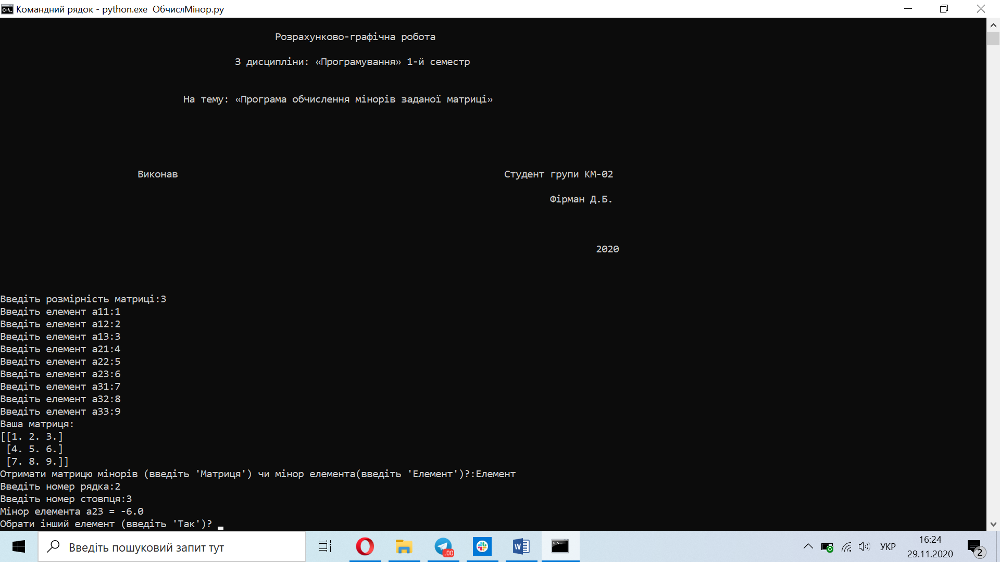 Командний рядок - python.exe  ОбчислМінор.py
Розрахунково-графічна робота
З дисципліни: «Програмування» 1-й семестр
На тему: «Програма обчислення мінорів заданої матриці»
Виконав Студент групи КМ-02
Фірман Д.Б.
2020
Введіть розмірність матриці:3
Введіть елемент a11:1
Введіть елемент a12:2
Введіть елемент a13:3
Введіть елемент a21:4
Введіть елемент a22:5
Введіть елемент a23:6
Введіть елемент a31:7
Введіть елемент a32:8
Введіть елемент a33:9
Ваша матриця:
[[1. 2. 3.]
 [4. 5. 6.]
 [7. 8. 9.]]
Отримати матрицю мінорів (введіть 'Матриця') чи мінор елемента(введіть 'Елемент')?:Елемент
Введіть номер рядка:2
Введіть номер стовпця:3
Мінор елемента a23 = -6.0
Обрати інший елемент (введіть 'Так')?
Введіть пошуковий запит тут
..00
УКР
16:24
29.11.2020
2